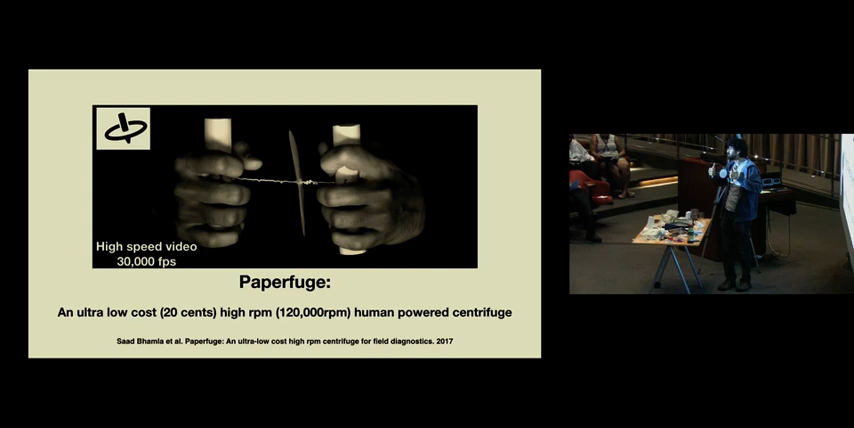 High speed video
30,000 fps
Paperfuge:
An ultra low cost (20 cents) high rpm (120,000rpm) human powered centrifuge
Saad Bhamla et al. Paperfuge: An ultra-low cost high rpm centrifuge for field diagnostics. 2017